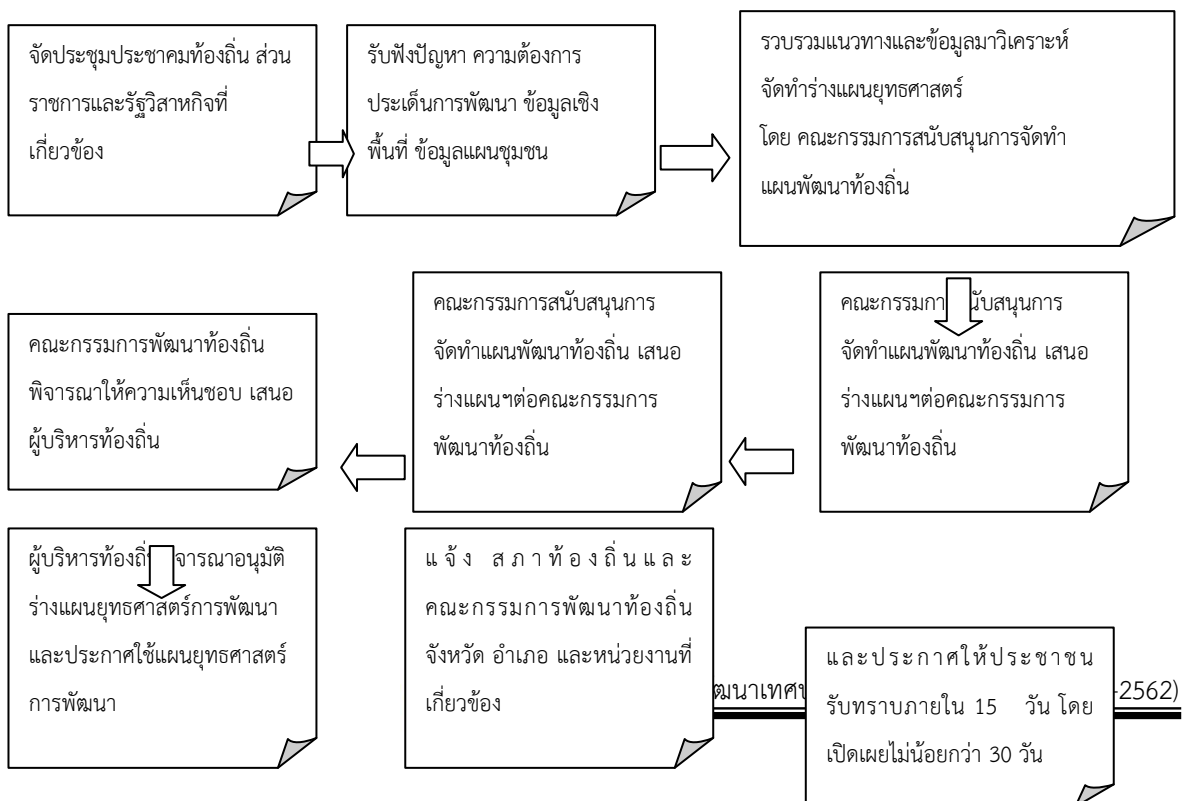 จัดประชุมประชาคมท้องถิ่น ส่วน
ราชการและรัฐวิสาหกิจที่
เกี่ยวข้อง
รับฟังปัญหา ความต้องการ
ประเด็นการพัฒนา ข้อมูลเชิง
พื้นที่ ข้อมูลแผนชุมชน
รวบรวมแนวทางและข้อมูลมาวิเคราะห์
จัดทำร่างแผนยุทธศาสตร์
โดย คณะกรรมการสนับสนุนการจัดทำ
แผนพัฒนาท้องถิ่น
คณะกรรมกา นับสนุนการ
จัดทำแผนพัฒนาท้องถิ่น เสนอ
ร่างแผนฯต่อคณะกรรมการ
พัฒนาท้องถิ่น
คณะกรรมการสนับสนุนการ
จัดทำแผนพัฒนาท้องถิ่น เสนอ
ร่างแผนฯต่อคณะกรรมการ
พัฒนาท้องถิ่น
คณะกรรมการพัฒนาท้องถิ่น
พิจารณาให้ความเห็นชอบ เสนอ
ผู้บริหารท้องถิ่น
ผู้บริหารท้องถิ่ จารณาอนุมัติ
ร่างแผนยุทธศาสตร์การพัฒนา
และประกาศใช้แผนยุทธศาสตร์
การพัฒนา
แจ้ง สภาท้องถิ่นและ
คณะกรรมการพัฒนาท้องถิ่น
จังหวัด อำเภอ และหน่วยงานที่
เกี่ยวข้อง
และประกาศให้ประชาชน
รับทราบภายใน 15 วัน โดย
เปิดเผยไม่น้อยกว่า 30 วัน
ฒนาเทศ -2562)